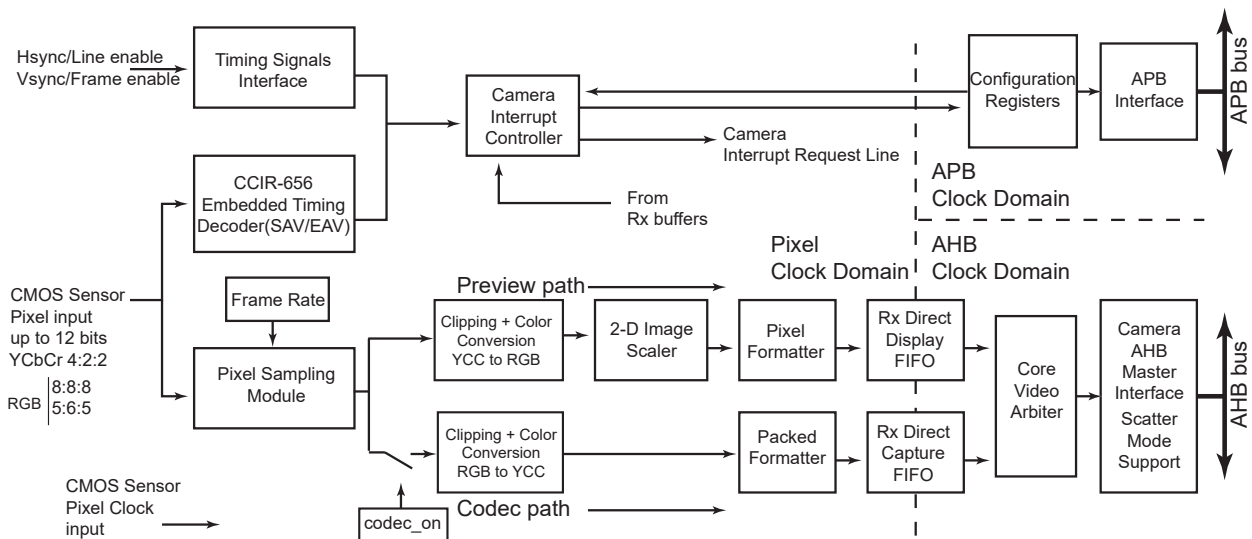 Hsync/Line enable
Vsync/Frame enable
Timing Signals
Interface
Camera
Interrupt
Controller
Configuration
Registers
APB
Interface
APB bus
Camera
Interrupt Request Line
CCIR-656
Embedded Timing
Decoder(SAV/EAV)
From
Rx buffers
APB
Clock Domain
Pixel
Clock Domain
AHB
Clock Domain
CMOS Sensor
Pixel input
up to 12 bits
YCbCr 4:2:2
RGB
8:8:8
5:6:5
Frame Rate
Pixel Sampling
Module
Preview path
Clipping + Color
Conversion
YCC to RGB
2-D Image
Scaler
Pixel
Formatter
Rx Direct
Display
FIFO
Core
Video
Arbiter
Camera
AHB
Master
Interface
Scatter
Mode
Support
AHB bus
Clipping + Color
Conversion
RGB to YCC
Packed
Formatter
Rx Direct
Capture
FIFO
Codec path
codec_on
CMOS Sensor
Pixel Clock
input